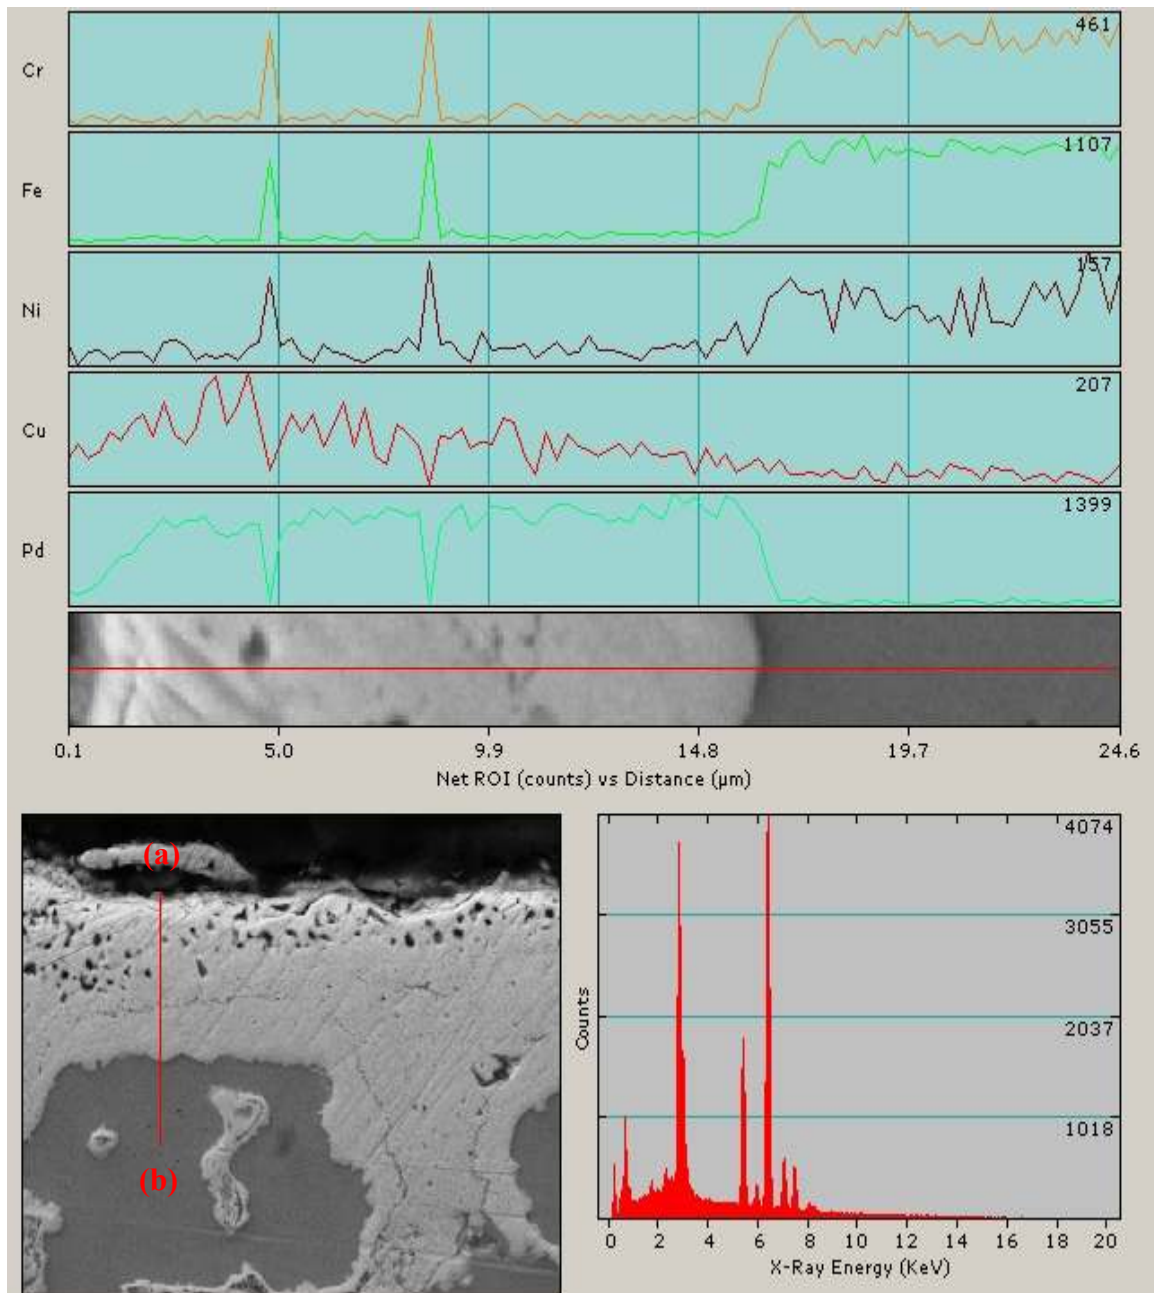 Cr
461
Fe
1107
Ni
157
Cu
207
Pd
1399
0.1 5.0 9.9 14.8 19.7 24.6
Net ROI (counts) vs Distance (µm)
(a)
(b)
Counts
4074
3055
2037
1018
0 2 4 6 8 10 12 14 16 18 20
X-Ray Energy (KeV)